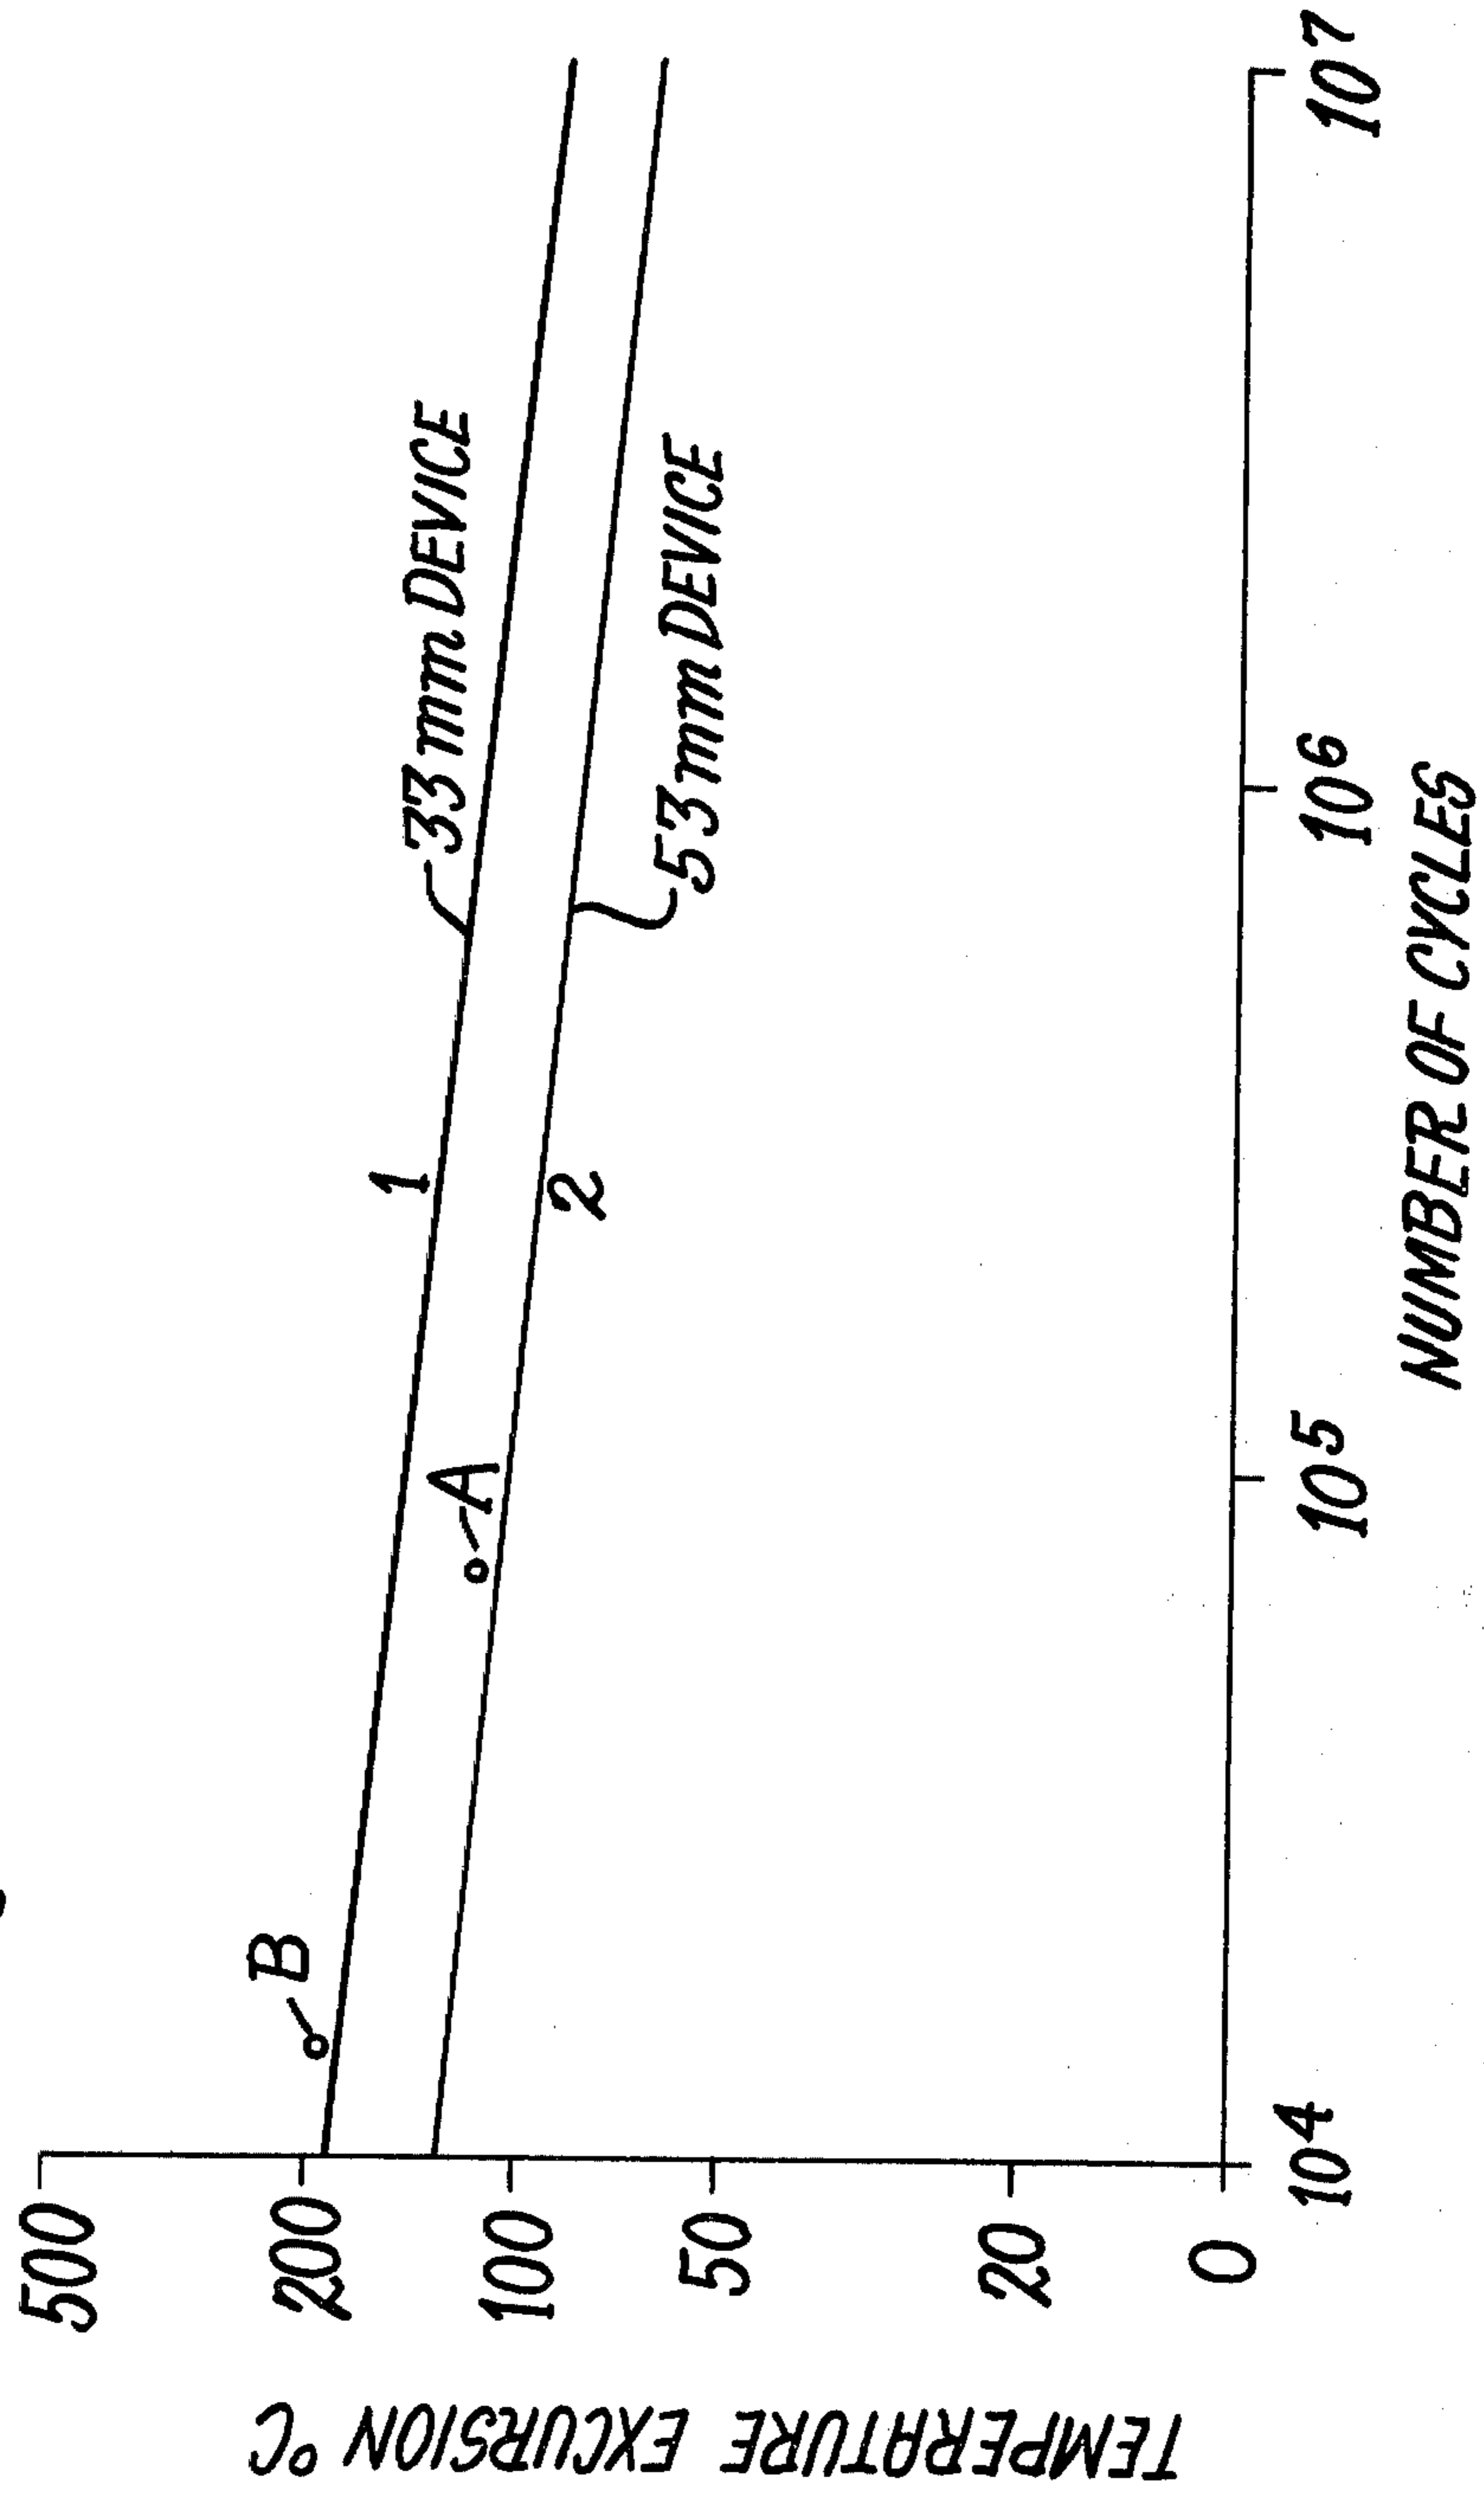 TEMPERATURE EXCURSION °C
500
200
100
50
20
0
B
A
1
2
33mm DEVICE
53mm DEVICE
10⁴
10⁵
10⁶
10⁷
NUMBER OF CYCLES